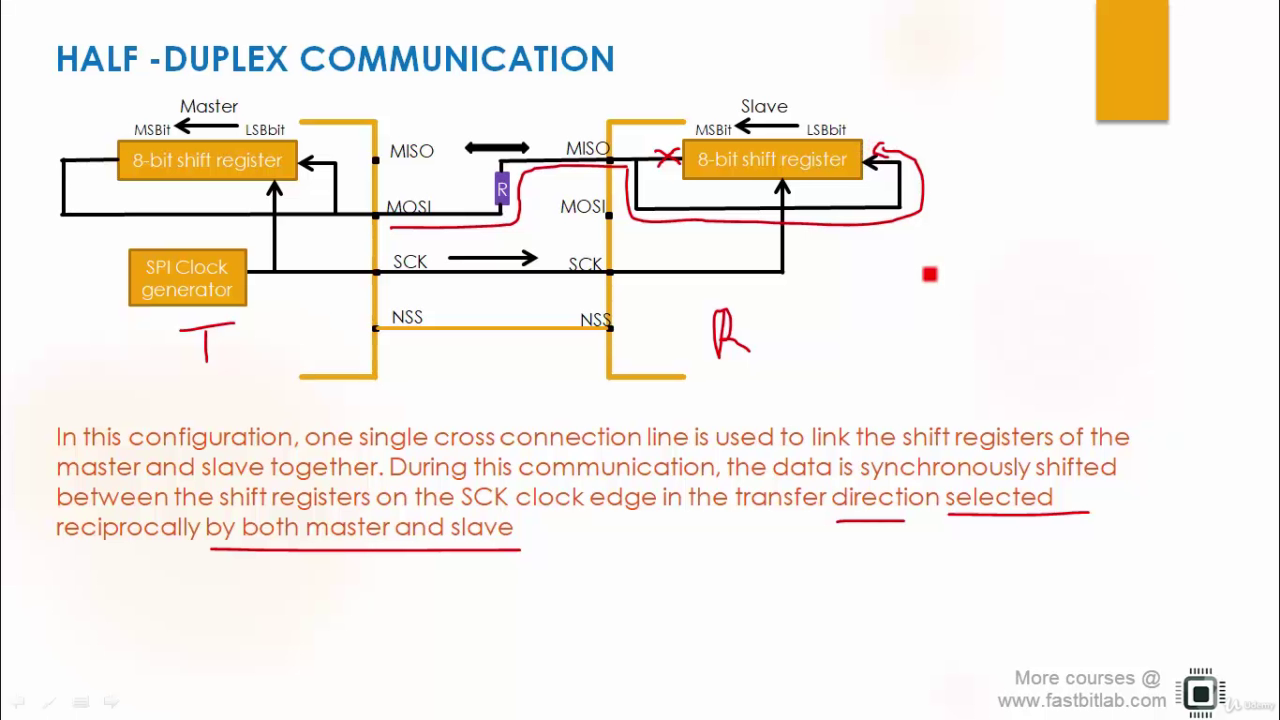 HALF -DUPLEX COMMUNICATION
Master
MSBit LSBbit
8-bit shift register
Slave
MSBit LSBbit
8-bit shift register
MISO MISO
R
MOSI MOSI
SPI Clock
generator
SCK SCK
NSS NSS
T R
In this configuration, one single cross connection line is used to link the shift registers of the
master and slave together. During this communication, the data is synchronously shifted
between the shift registers on the SCK clock edge in the transfer direction selected
reciprocally by both master and slave
More courses @
www.fastbitlab.com
Udemy